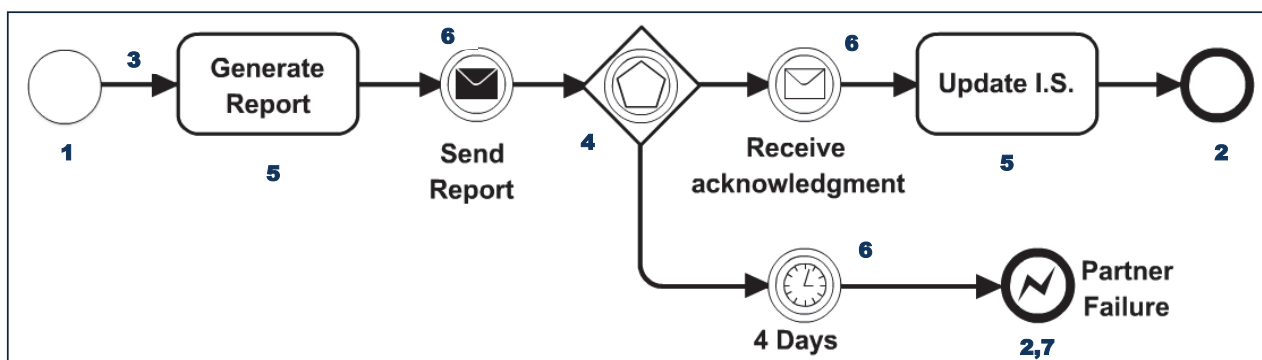 3
Generate
Report
6
6
Update I.S.
1
5
Send
Report
4
Receive
acknowledgment
5
2
6
4 Days
Partner
Failure
2,7